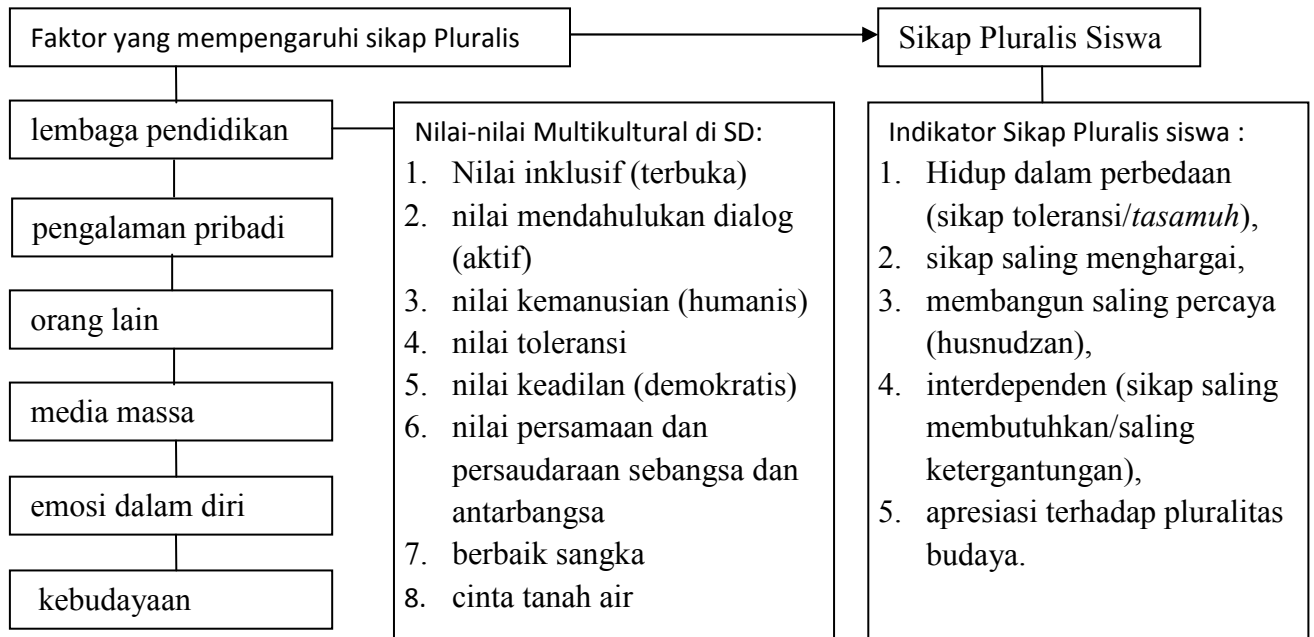 Faktor yang mempengaruhi sikap Pluralis
Sikap Pluralis Siswa
lembaga pendidikan
pengalaman pribadi
orang lain
media massa
emosi dalam diri
kebudayaan
Nilai-nilai Multikultural di SD:
1. Nilai inklusif (terbuka)
2. nilai mendahulukan dialog
(aktif)
3. nilai kemanusian (humanis)
4. nilai toleransi
5. nilai keadilan (demokratis)
6. nilai persamaan dan
persaudaraan sebangsa dan
antarbangsa
7. berbaik sangka
8. cinta tanah air
Indikator Sikap Pluralis siswa :
1. Hidup dalam perbedaan
(sikap toleransi/tasamuh),
2. sikap saling menghargai,
3. membangun saling percaya
(husnudzan),
4. interdependen (sikap saling
membutuhkan/saling
ketergantungan),
5. apresiasi terhadap pluralitas
budaya.